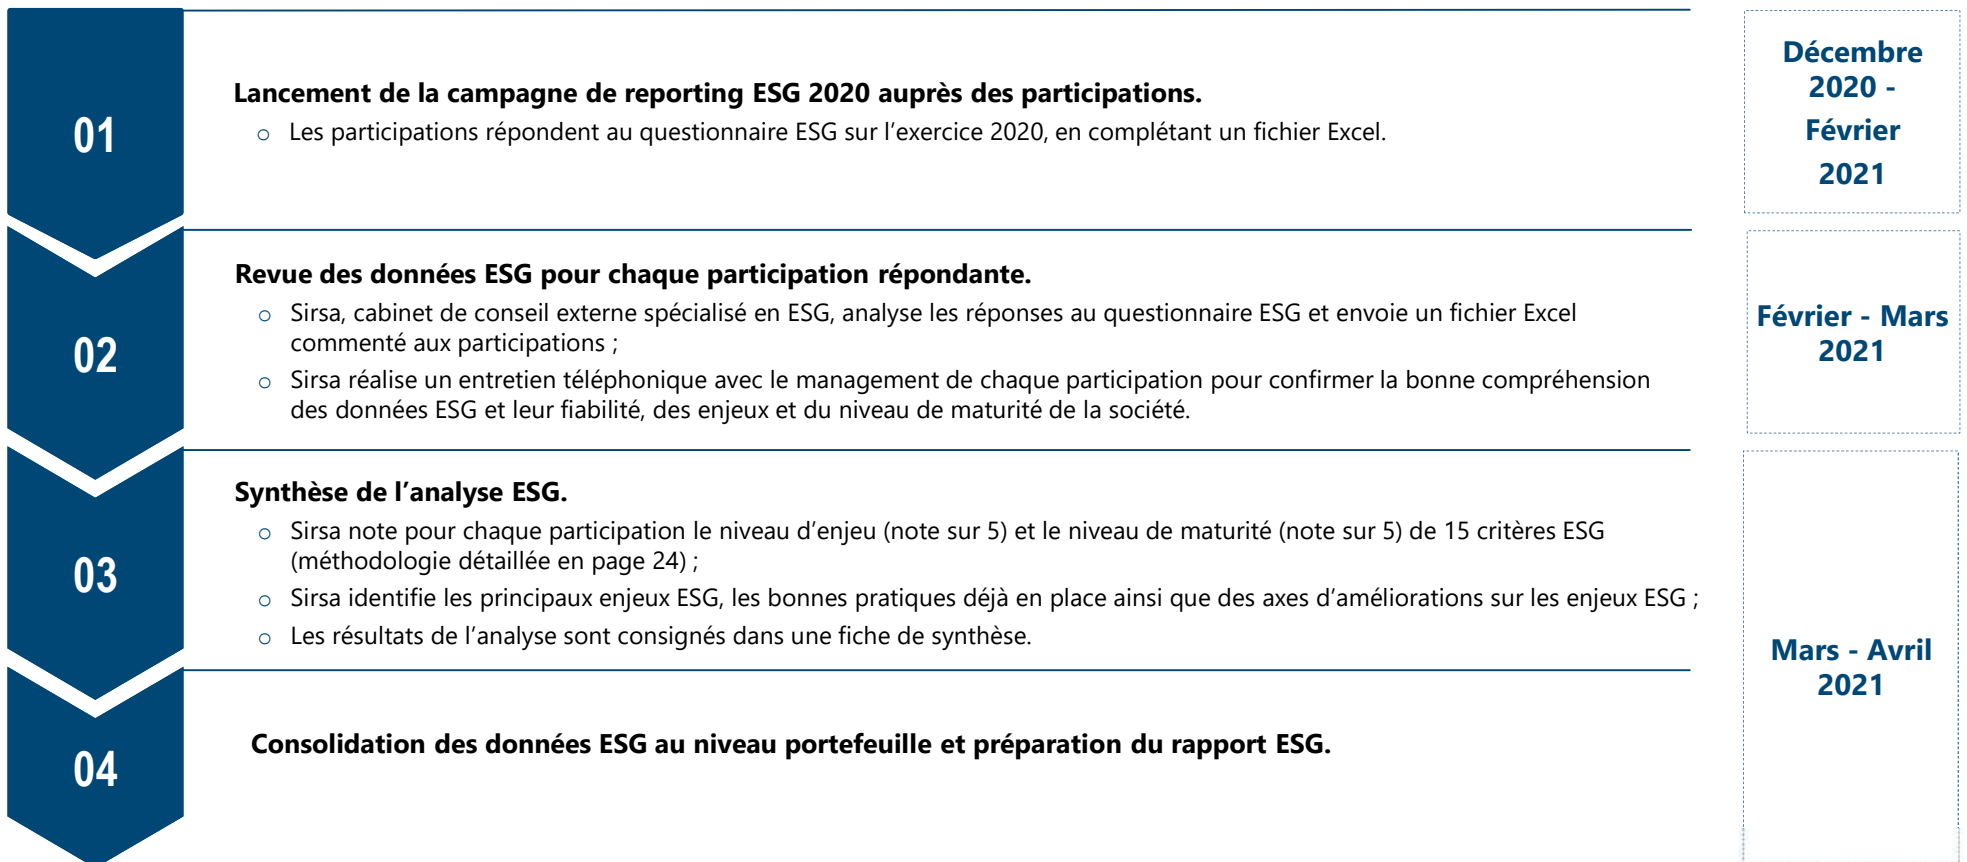 01
Lancement de la campagne de reporting ESG 2020 auprès des participations.
o Les participations répondent au questionnaire ESG sur l’exercice 2020, en complétant un fichier Excel.
Décembre
2020 -
Février
2021
02
Revue des données ESG pour chaque participation répondante.
o Sirsa, cabinet de conseil externe spécialisé en ESG, analyse les réponses au questionnaire ESG et envoie un fichier Excel
commenté aux participations ;
o Sirsa réalise un entretien téléphonique avec le management de chaque participation pour confirmer la bonne compréhension
des données ESG et leur fiabilité, des enjeux et du niveau de maturité de la société.
Février - Mars
2021
03
Synthèse de l’analyse ESG.
o Sirsa note pour chaque participation le niveau d’enjeu (note sur 5) et le niveau de maturité (note sur 5) de 15 critères ESG
(méthodologie détaillée en page 24) ;
o Sirsa identifie les principaux enjeux ESG, les bonnes pratiques déjà en place ainsi que des axes d’améliorations sur les enjeux ESG ;
o Les résultats de l’analyse sont consignés dans une fiche de synthèse.
Mars - Avril
2021
04
Consolidation des données ESG au niveau portefeuille et préparation du rapport ESG.